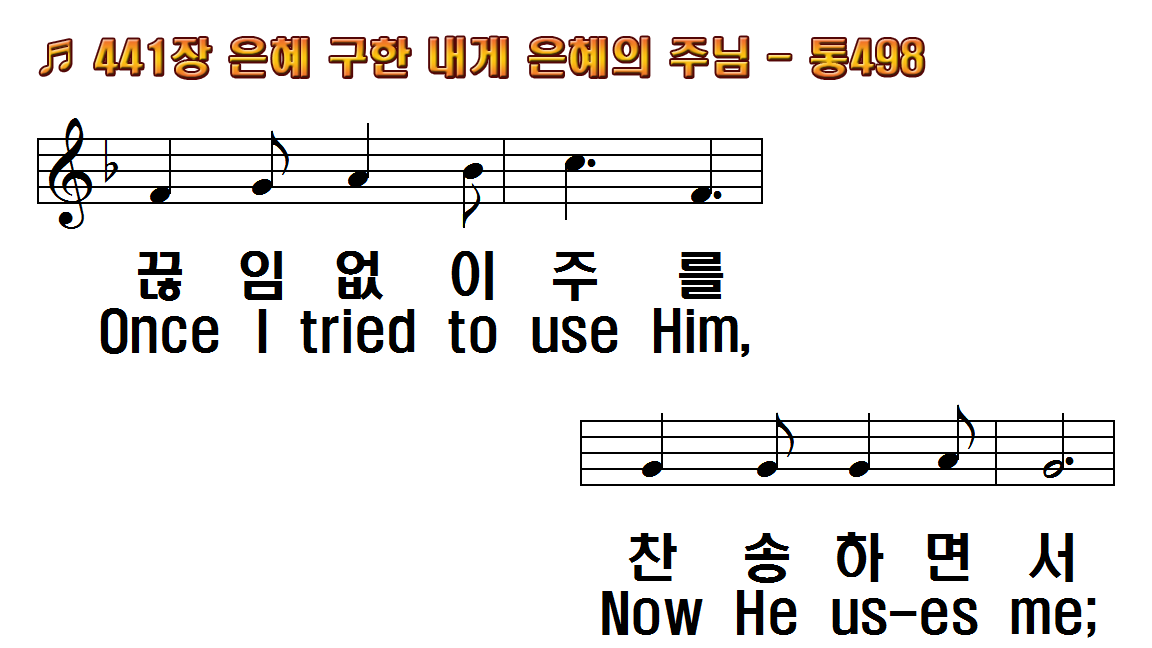 ♬ 441장 은혜 구한 내게 은혜의 주님 - 통498
끊 임 없 이 주 를
Once I tried to use Him,
찬 송 하 면 서
Now He us-es me;